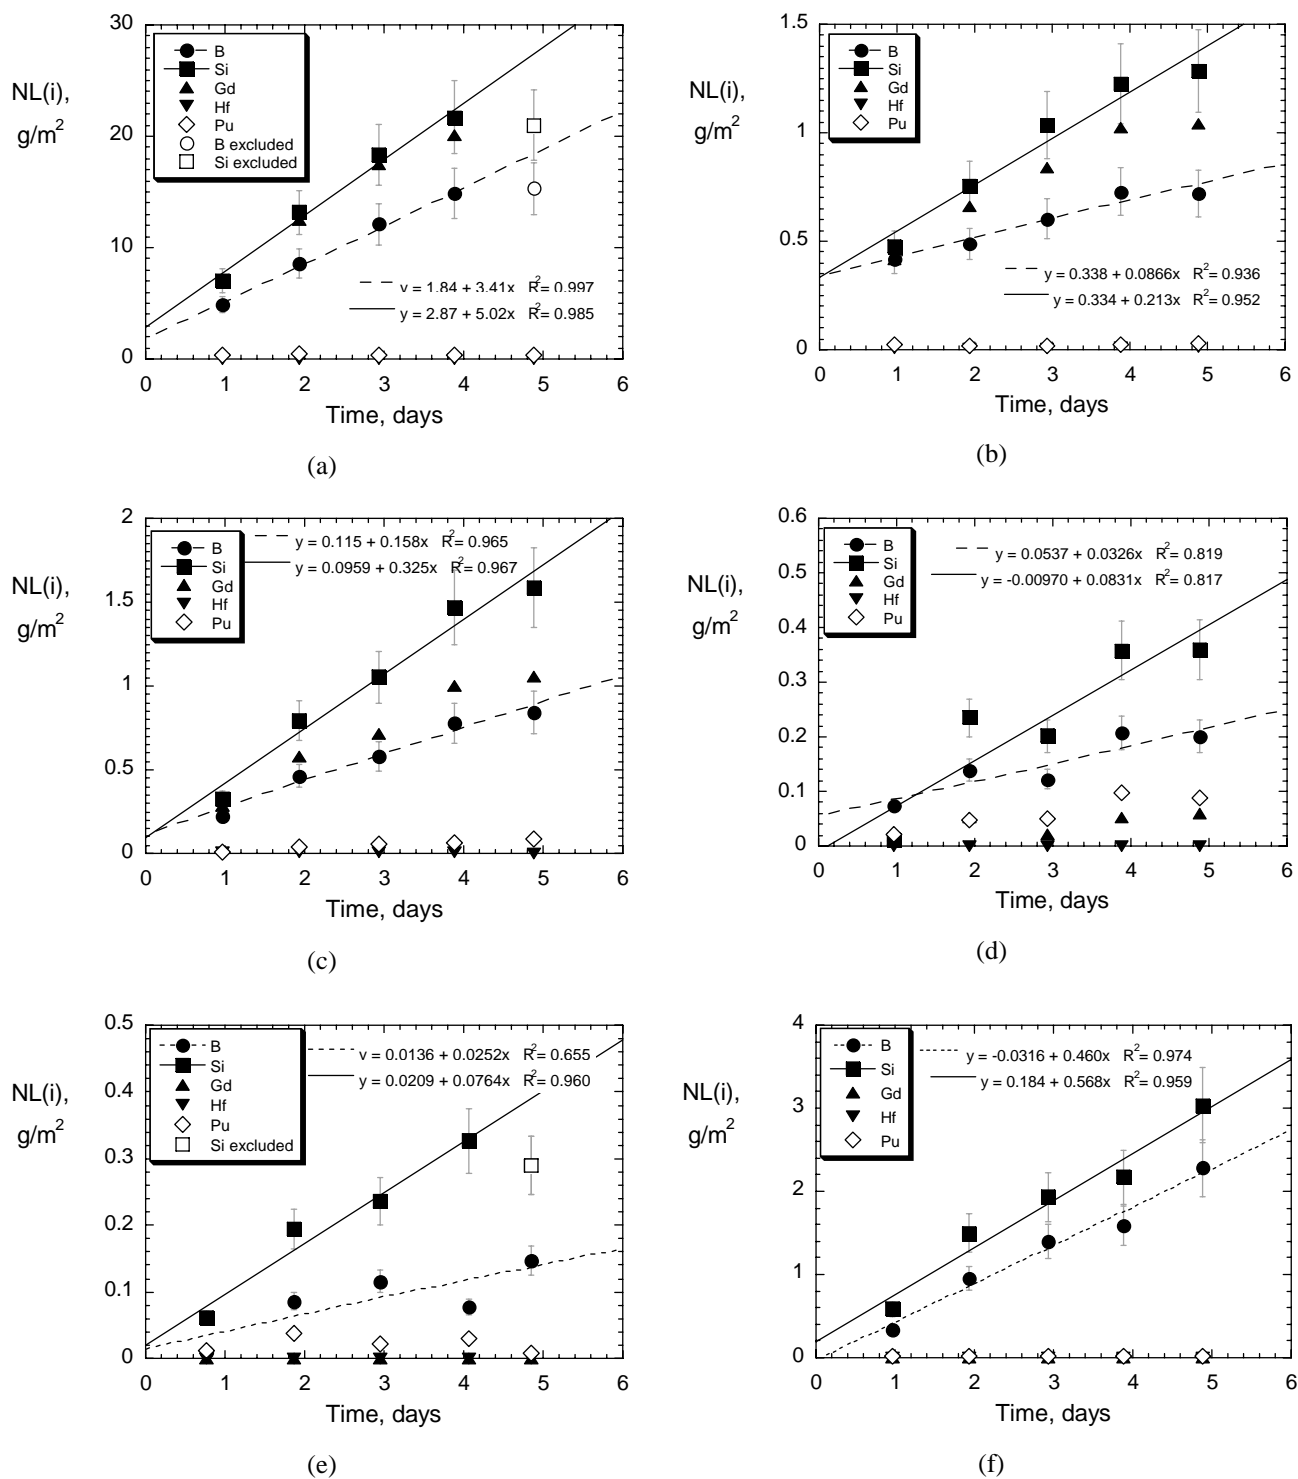 30
20
10
0
NL(i),
g/m²
B
Si
Gd
Hf
Pu
B excluded
Si excluded
y = 1.84 + 3.41x R²= 0.997
y = 2.87 + 5.02x R²= 0.985
0 1 2 3 4 5 6
Time, days
(a)
1.5
1
0.5
0
NL(i),
g/m²
B
Si
Gd
Hf
Pu
y = 0.338 + 0.0866x R²= 0.936
y = 0.334 + 0.213x R²= 0.952
0 1 2 3 4 5 6
Time, days
(b)
2
1.5
1
0.5
0
NL(i),
g/m²
B
Si
Gd
Hf
Pu
y = 0.115 + 0.158x R²= 0.965
y = 0.0959 + 0.325x R²= 0.967
0 1 2 3 4 5 6
Time, days
(c)
0.6
0.5
0.4
0.3
0.2
0.1
0
NL(i),
g/m²
B
Si
Gd
Hf
Pu
y = 0.0537 + 0.0326x R²= 0.819
y = -0.00970 + 0.0831x R²= 0.817
0 1 2 3 4 5 6
Time, days
(d)
0.5
0.4
0.3
0.2
0.1
0
NL(i),
g/m²
B
Si
Gd
Hf
Pu
Si excluded
y = 0.0136 + 0.0252x R²= 0.655
y = 0.0209 + 0.0764x R²= 0.960
0 1 2 3 4 5 6
Time, days
(e)
4
3
2
1
0
NL(i),
g/m²
B
Si
Gd
Hf
Pu
y = -0.0316 + 0.460x R²= 0.974
y = 0.184 + 0.568x R²= 0.959
0 1 2 3 4 5 6
Time, days
(f)